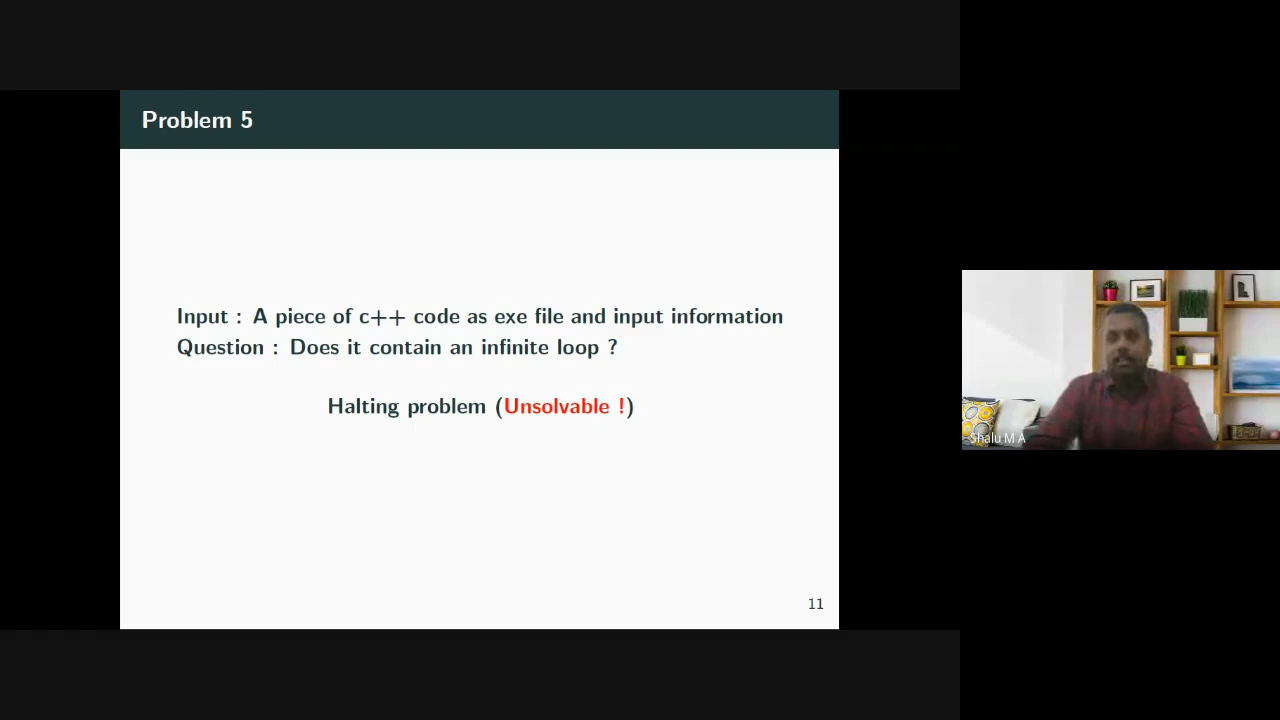 Problem 5
Input : A piece of c++ code as exe file and input information
Question : Does it contain an infinite loop ?
Halting problem (Unsolvable !)
11
Shalu M A